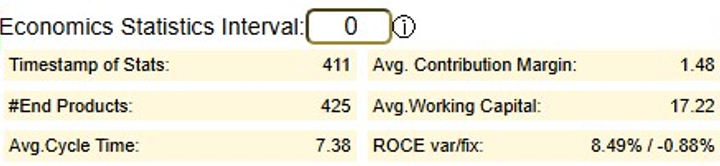 Economics Statistics Interval: 0 i
Timestamp of Stats: 411 Avg. Contribution Margin: 1.48
#End Products: 425 Avg.Working Capital: 17.22
Avg.Cycle Time: 7.38 ROCE var/fix: 8.49% / -0.88%